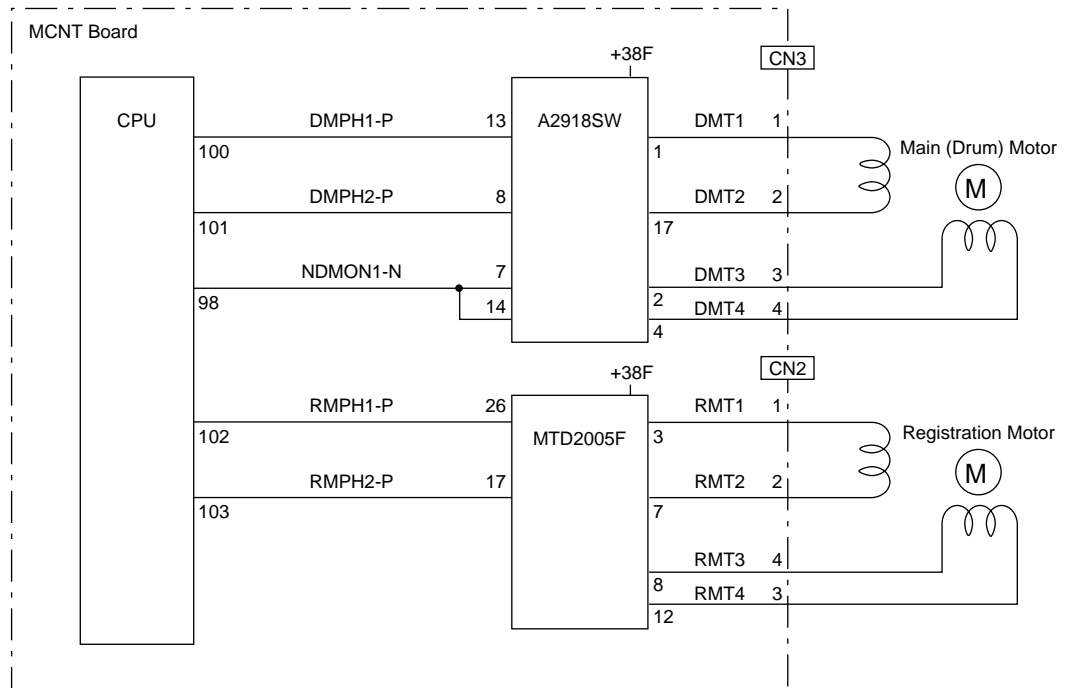 MCNT Board
+38F
CN3
CPU
DMPH1-P
13
A2918SW
DMT1
1
100
1
Main (Drum) Motor
M
DMPH2-P
8
DMT2
2
101
17
NDMON1-N
7
DMT3
3
98
2
14
DMT4
4
4
+38F
CN2
RMPH1-P
26
RMT1
1
102
MTD2005F
3
Registration Motor
M
RMPH2-P
17
RMT2
2
103
7
RMT3
4
8
RMT4
3
12